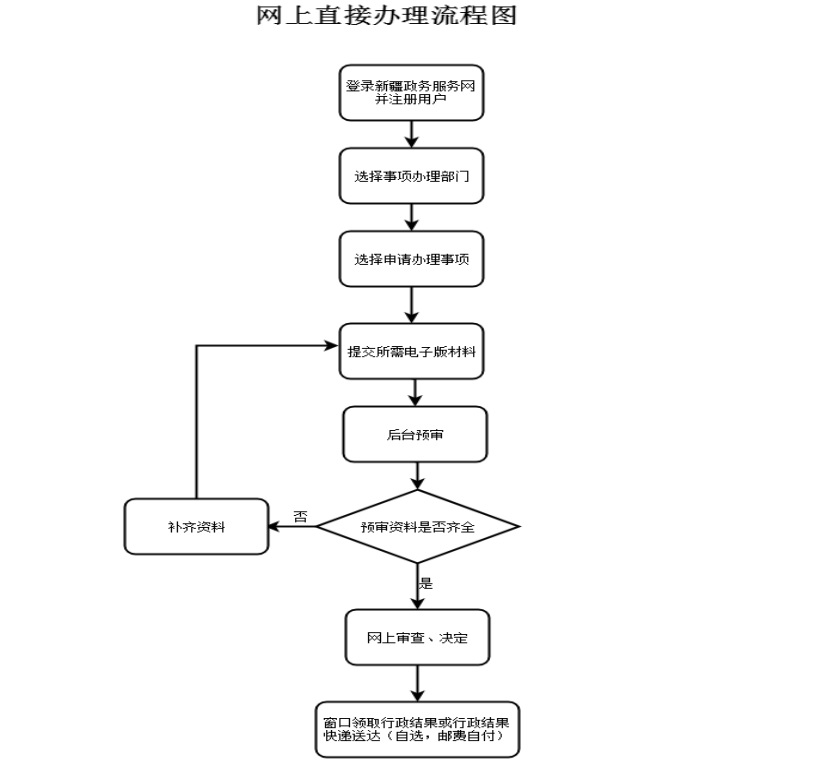 网上直接办理流程图
登录新疆政务服务网
并注册用户
选择事项办理部门
选择申请办理事项
提交所需电子版材料
后台预审
预审资料是否齐全
否
补齐资料
是
网上审查、决定
窗口领取行政结果或行政结果
快递送达（自选，邮费自付）